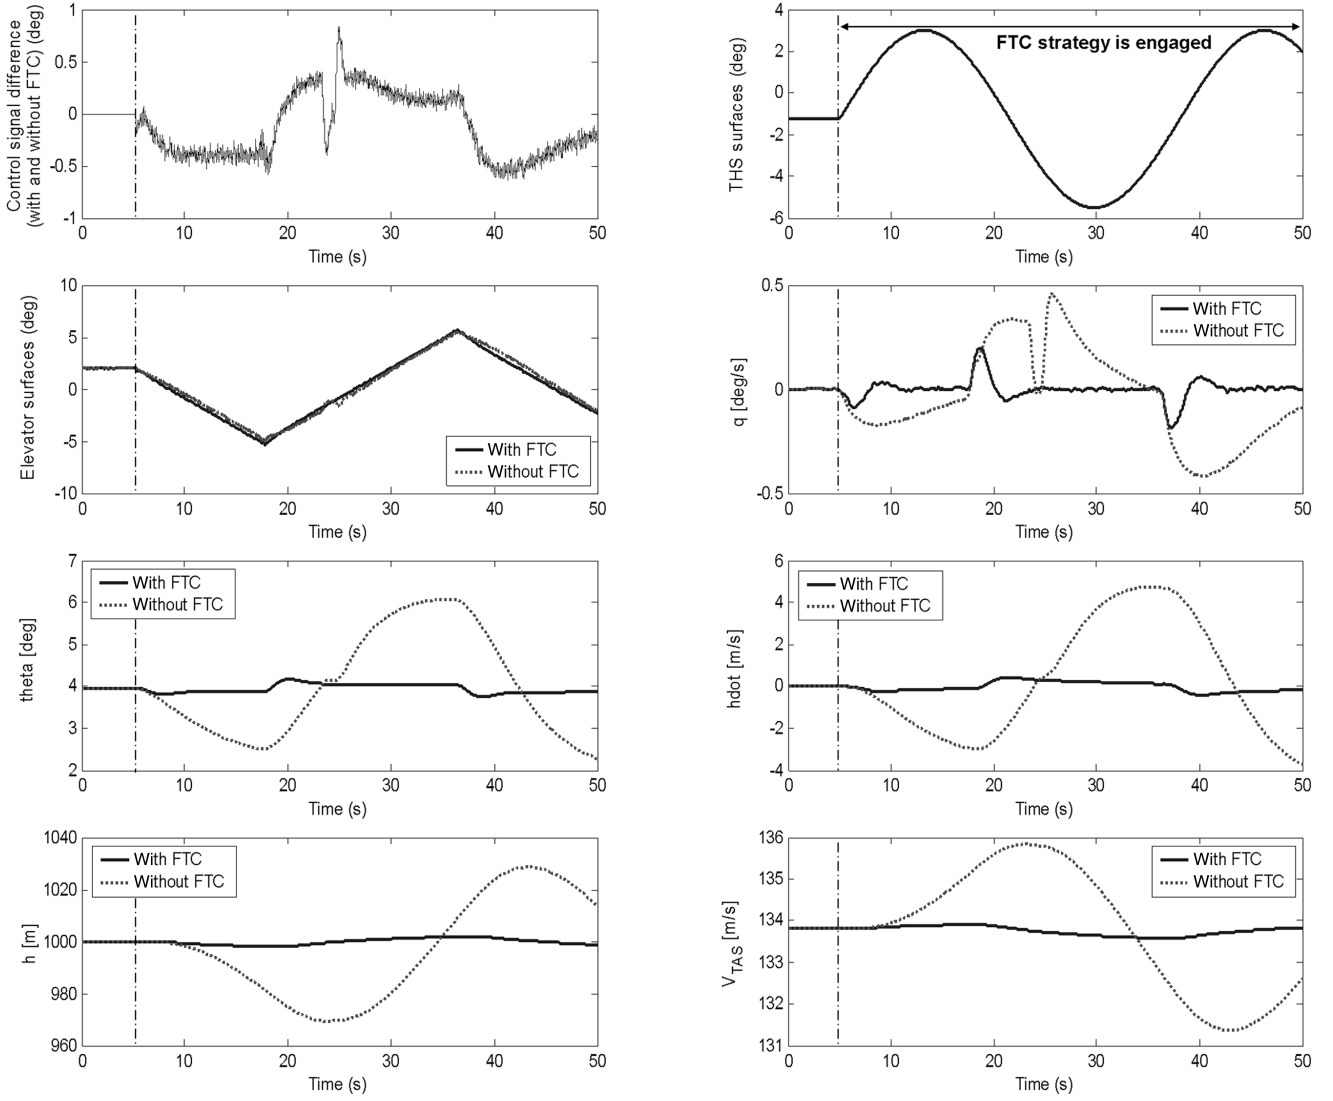 Control signal difference
(with and without FTC) (deg)
1
0.5
0
-0.5
-1
0 10 20 30 40 50
Time (s)
THS surfaces (deg)
4
2
0
-2
-4
-6
FTC strategy is engaged
0 10 20 30 40 50
Time (s)
Elevator surfaces (deg)
10
5
0
-5
-10
With FTC
Without FTC
0 10 20 30 40 50
Time (s)
q [deg/s]
0.5
0
-0.5
With FTC
Without FTC
0 10 20 30 40 50
Time (s)
theta [deg]
7
6
5
4
3
2
With FTC
Without FTC
0 10 20 30 40 50
Time (s)
hdot [m/s]
6
4
2
0
-2
-4
With FTC
Without FTC
0 10 20 30 40 50
Time (s)
h [m]
1040
1020
1000
980
960
With FTC
Without FTC
0 10 20 30 40 50
Time (s)
VTAS [m/s]
136
135
134
133
132
131
With FTC
Without FTC
0 10 20 30 40 50
Time (s)